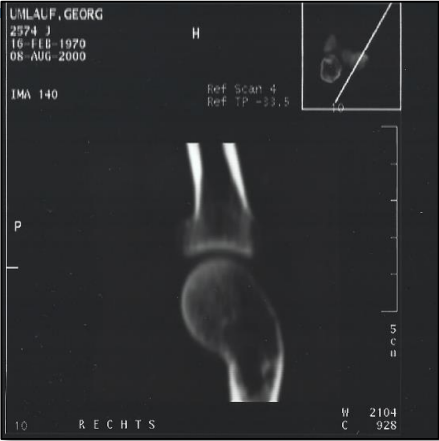 UMLAUF, GEORG
2574 J
16-FEB-1970
08-AUG-2000
H
IMA 140
Ref Scan 4
Ref TP -33.5
10
P
5
c
m
W 2104
C 928
10
RECHTS